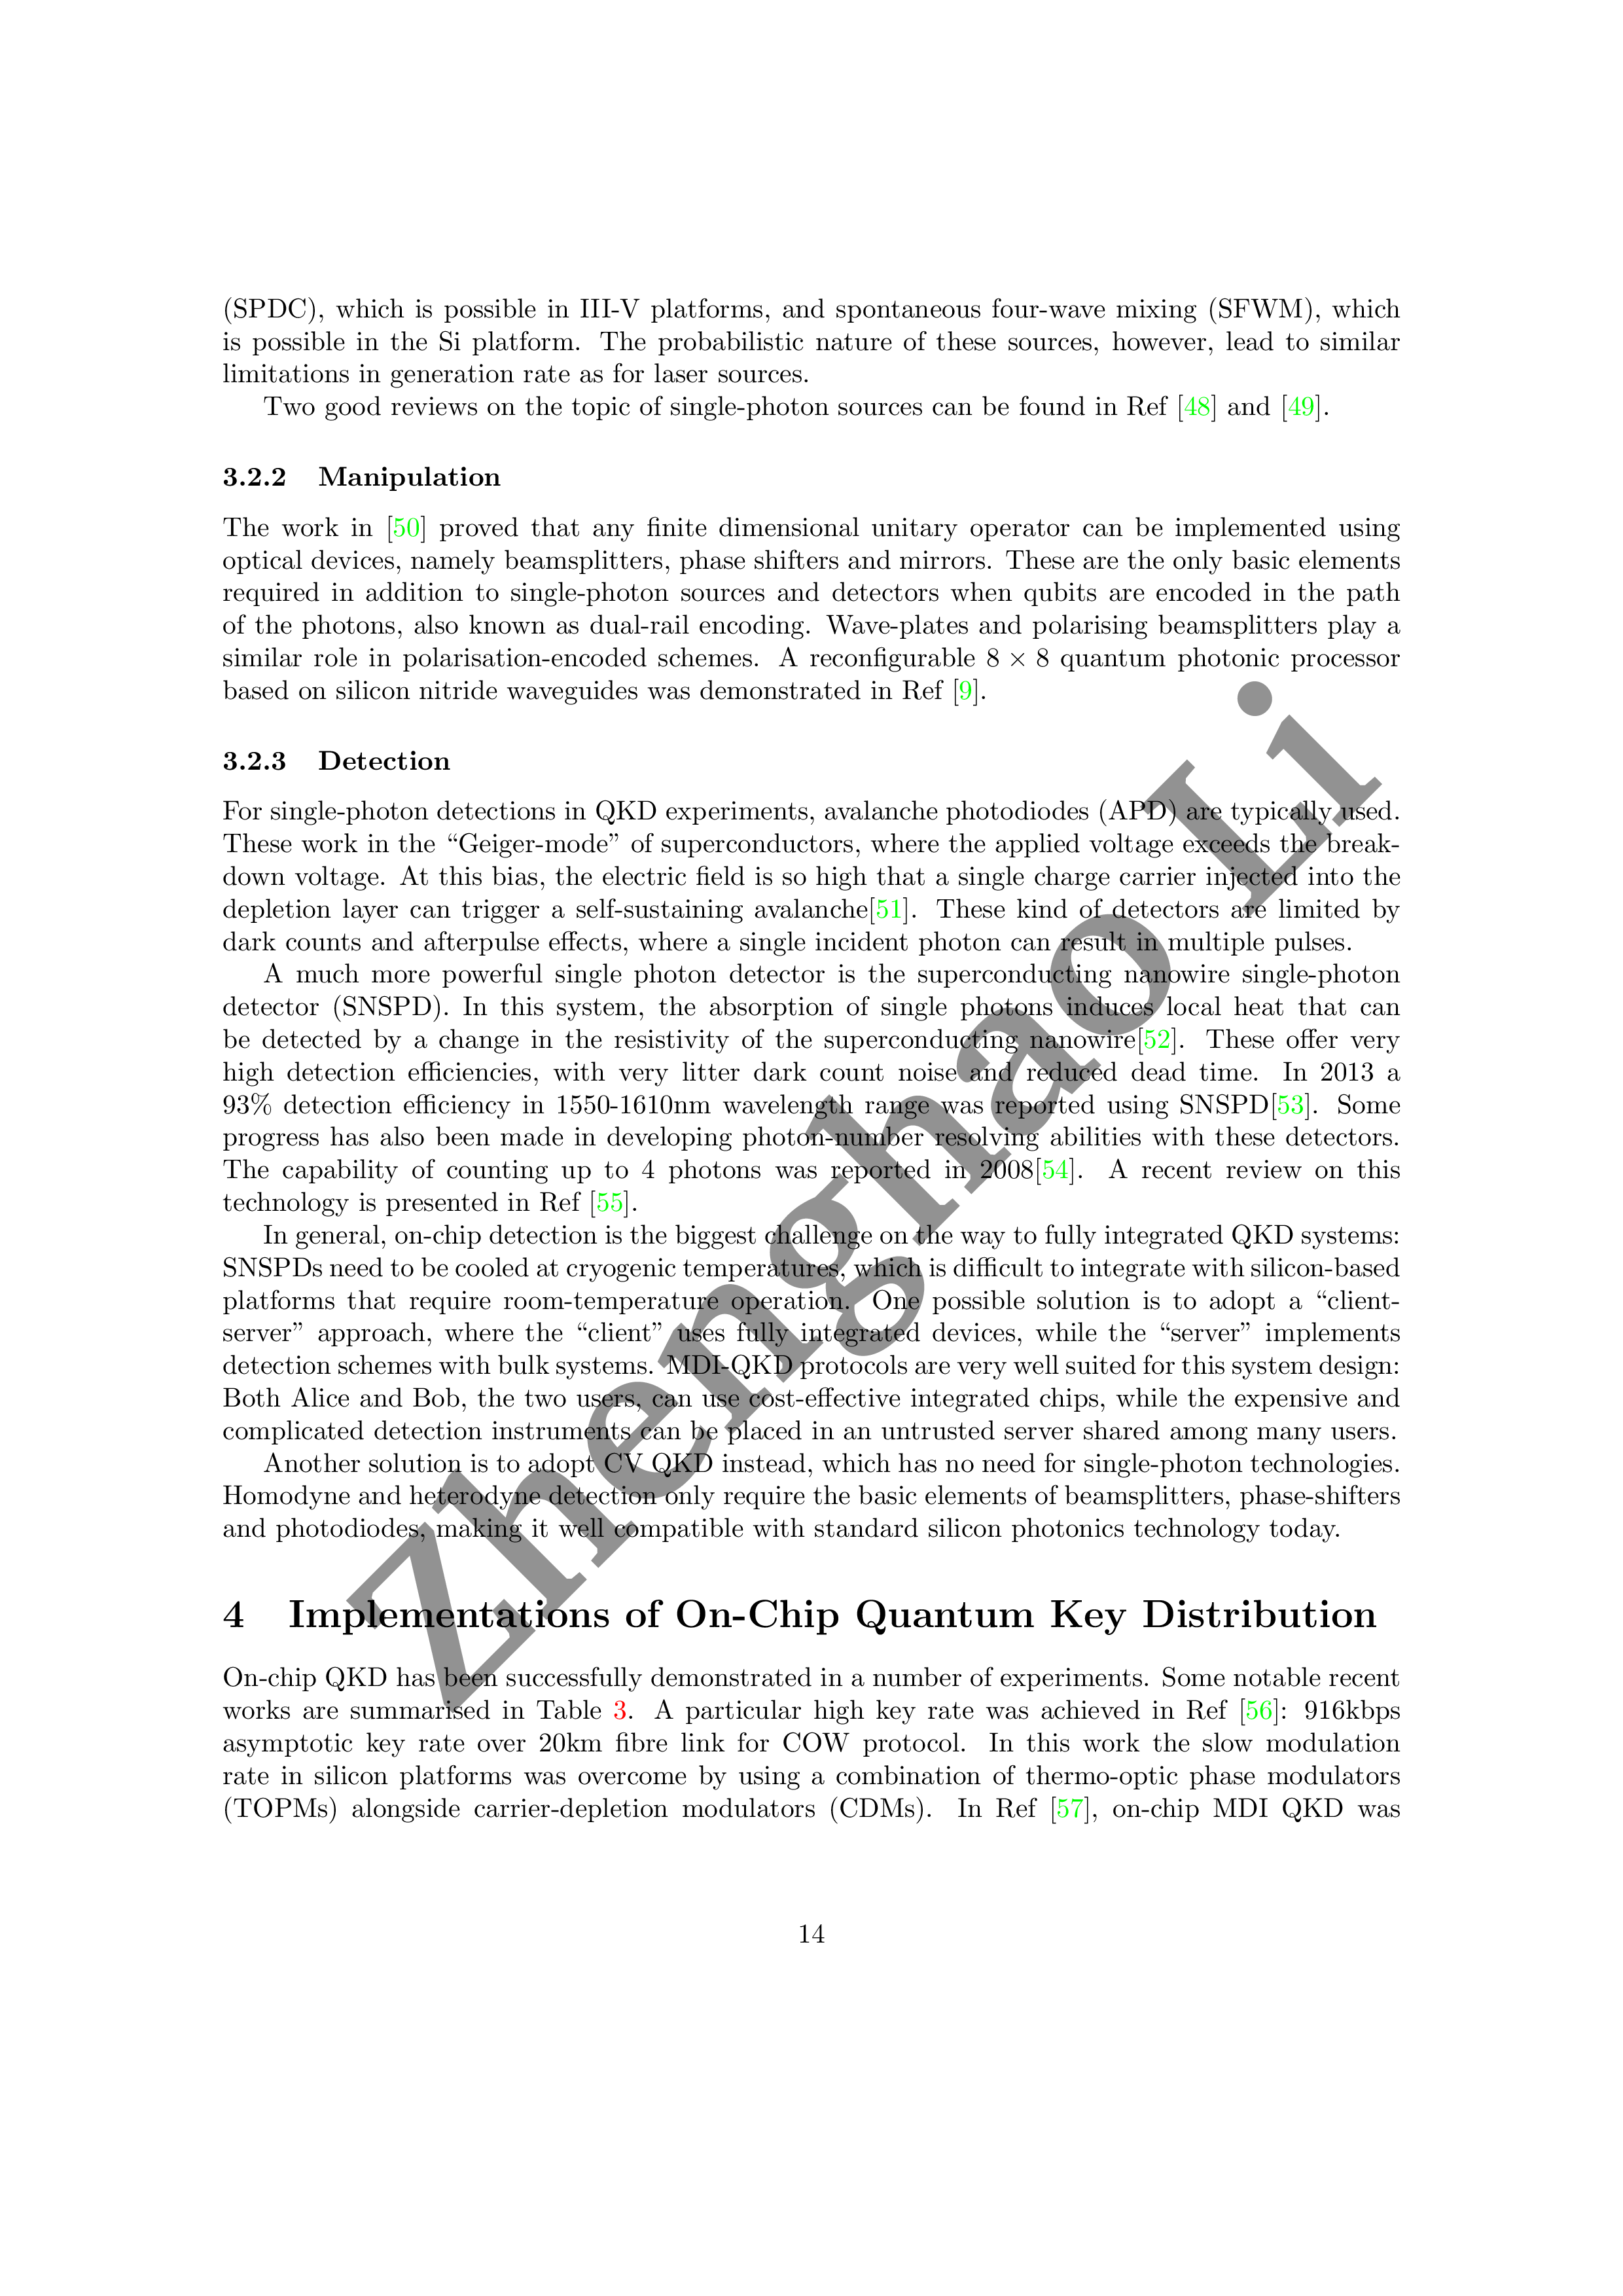 (SPDC), which is possible in III-V platforms, and spontaneous four-wave mixing (SFWM), which
is possible in the Si platform. The probabilistic nature of these sources, however, lead to similar
limitations in generation rate as for laser sources.
Two good reviews on the topic of single-photon sources can be found in Ref [48] and [49].
3.2.2 Manipulation
The work in [50] proved that any finite dimensional unitary operator can be implemented using
optical devices, namely beamsplitters, phase shifters and mirrors. These are the only basic elements
required in addition to single-photon sources and detectors when qubits are encoded in the path
of the photons, also known as dual-rail encoding. Wave-plates and polarising beamsplitters play a
similar role in polarisation-encoded schemes. A reconfigurable 8 × 8 quantum photonic processor
based on silicon nitride waveguides was demonstrated in Ref [9].
3.2.3 Detection
For single-photon detections in QKD experiments, avalanche photodiodes (APD) are typically used.
These work in the “Geiger-mode” of superconductors, where the applied voltage exceeds the break-
down voltage. At this bias, the electric field is so high that a single charge carrier injected into the
depletion layer can trigger a self-sustaining avalanche[51]. These kind of detectors are limited by
dark counts and afterpulse effects, where a single incident photon can result in multiple pulses.
A much more powerful single photon detector is the superconducting nanowire single-photon
detector (SNSPD). In this system, the absorption of single photons induces local heat that can
be detected by a change in the resistivity of the superconducting nanowire[52]. These offer very
high detection efficiencies, with very litter dark count noise and reduced dead time. In 2013 a
93% detection efficiency in 1550-1610nm wavelength range was reported using SNSPD[53]. Some
progress has also been made in developing photon-number resolving abilities with these detectors.
The capability of counting up to 4 photons was reported in 2008[54]. A recent review on this
technology is presented in Ref [55].
In general, on-chip detection is the biggest challenge on the way to fully integrated QKD systems:
SNSPDs need to be cooled at cryogenic temperatures, which is difficult to integrate with silicon-based
platforms that require room-temperature operation. One possible solution is to adopt a “client-
server” approach, where the “client” uses fully integrated devices, while the “server” implements
detection schemes with bulk systems. MDI-QKD protocols are very well suited for this system design:
Both Alice and Bob, the two users, can use cost-effective integrated chips, while the expensive and
complicated detection instruments can be placed in an untrusted server shared among many users.
Another solution is to adopt CV QKD instead, which has no need for single-photon technologies.
Homodyne and heterodyne detection only require the basic elements of beamsplitters, phase-shifters
and photodiodes, making it well compatible with standard silicon photonics technology today.
4 Implementations of On-Chip Quantum Key Distribution
On-chip QKD has been successfully demonstrated in a number of experiments. Some notable recent
works are summarised in Table 3. A particular high key rate was achieved in Ref [56]: 916kbps
asymptotic key rate over 20km fibre link for COW protocol. In this work the slow modulation
rate in silicon platforms was overcome by using a combination of thermo-optic phase modulators
(TOPMs) alongside carrier-depletion modulators (CDMs). In Ref [57], on-chip MDI QKD was
14
Zhenghao Li